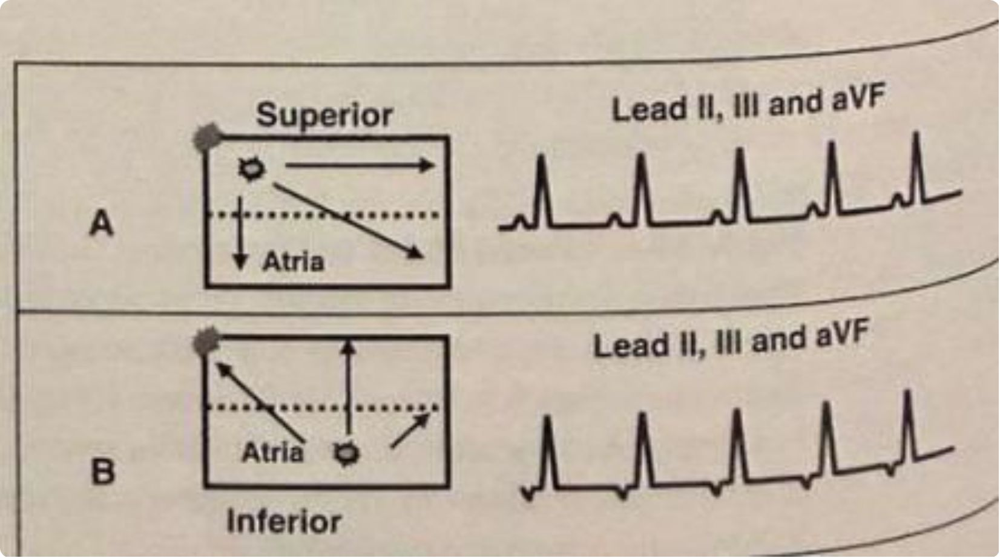 Superior
Lead II, III and aVF
A
Atria
Lead II, III and aVF
Atria
B
Inferior